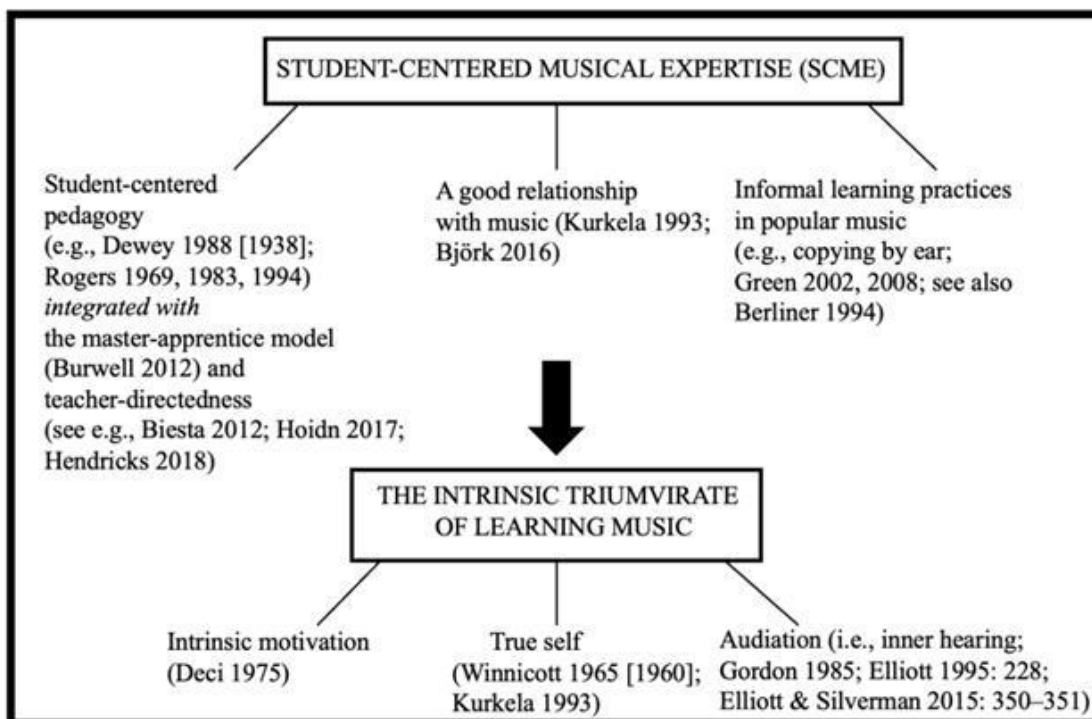 STUDENT-CENTERED MUSICAL EXPERTISE (SCME)
Student-centered
pedagogy
(e.g., Dewey 1988 [1938];
Rogers 1969, 1983, 1994)
integrated with
the master-apprentice model
(Burwell 2012) and
teacher-directedness
(see e.g., Biesta 2012; Hoidn 2017;
Hendricks 2018)
A good relationship
with music (Kurkela 1993;
Björk 2016)
Informal learning practices
in popular music
(e.g., copying by ear;
Green 2002, 2008; see also
Berliner 1994)
THE INTRINSIC TRIUMVIRATE
OF LEARNING MUSIC
Intrinsic motivation
(Deci 1975)
True self
(Winnicott 1965 [1960];
Kurkela 1993)
Audiation (i.e., inner hearing;
Gordon 1985; Elliott 1995: 228;
Elliott & Silverman 2015: 350–351)